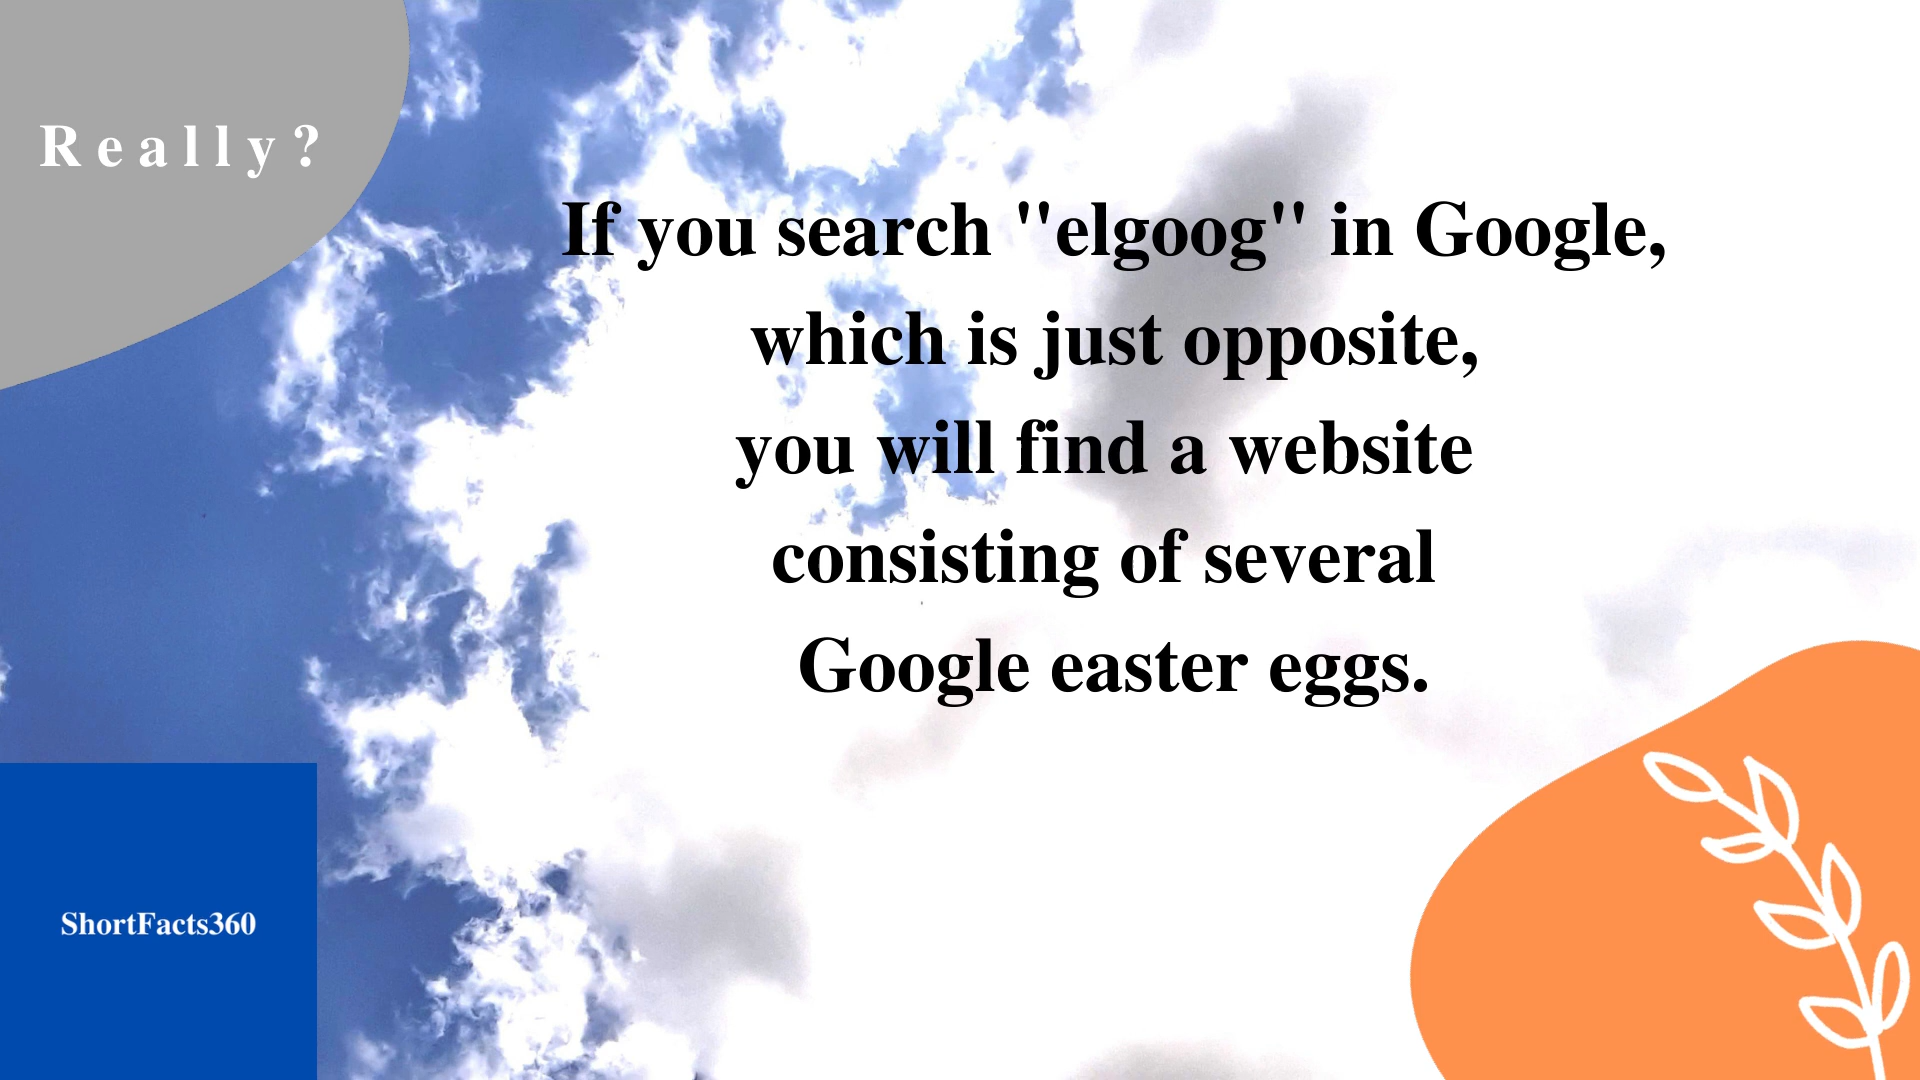 Really?
If you search "elgoog" in Google,
which is just opposite,
you will find a website
consisting of several
Google easter eggs.
ShortFacts360